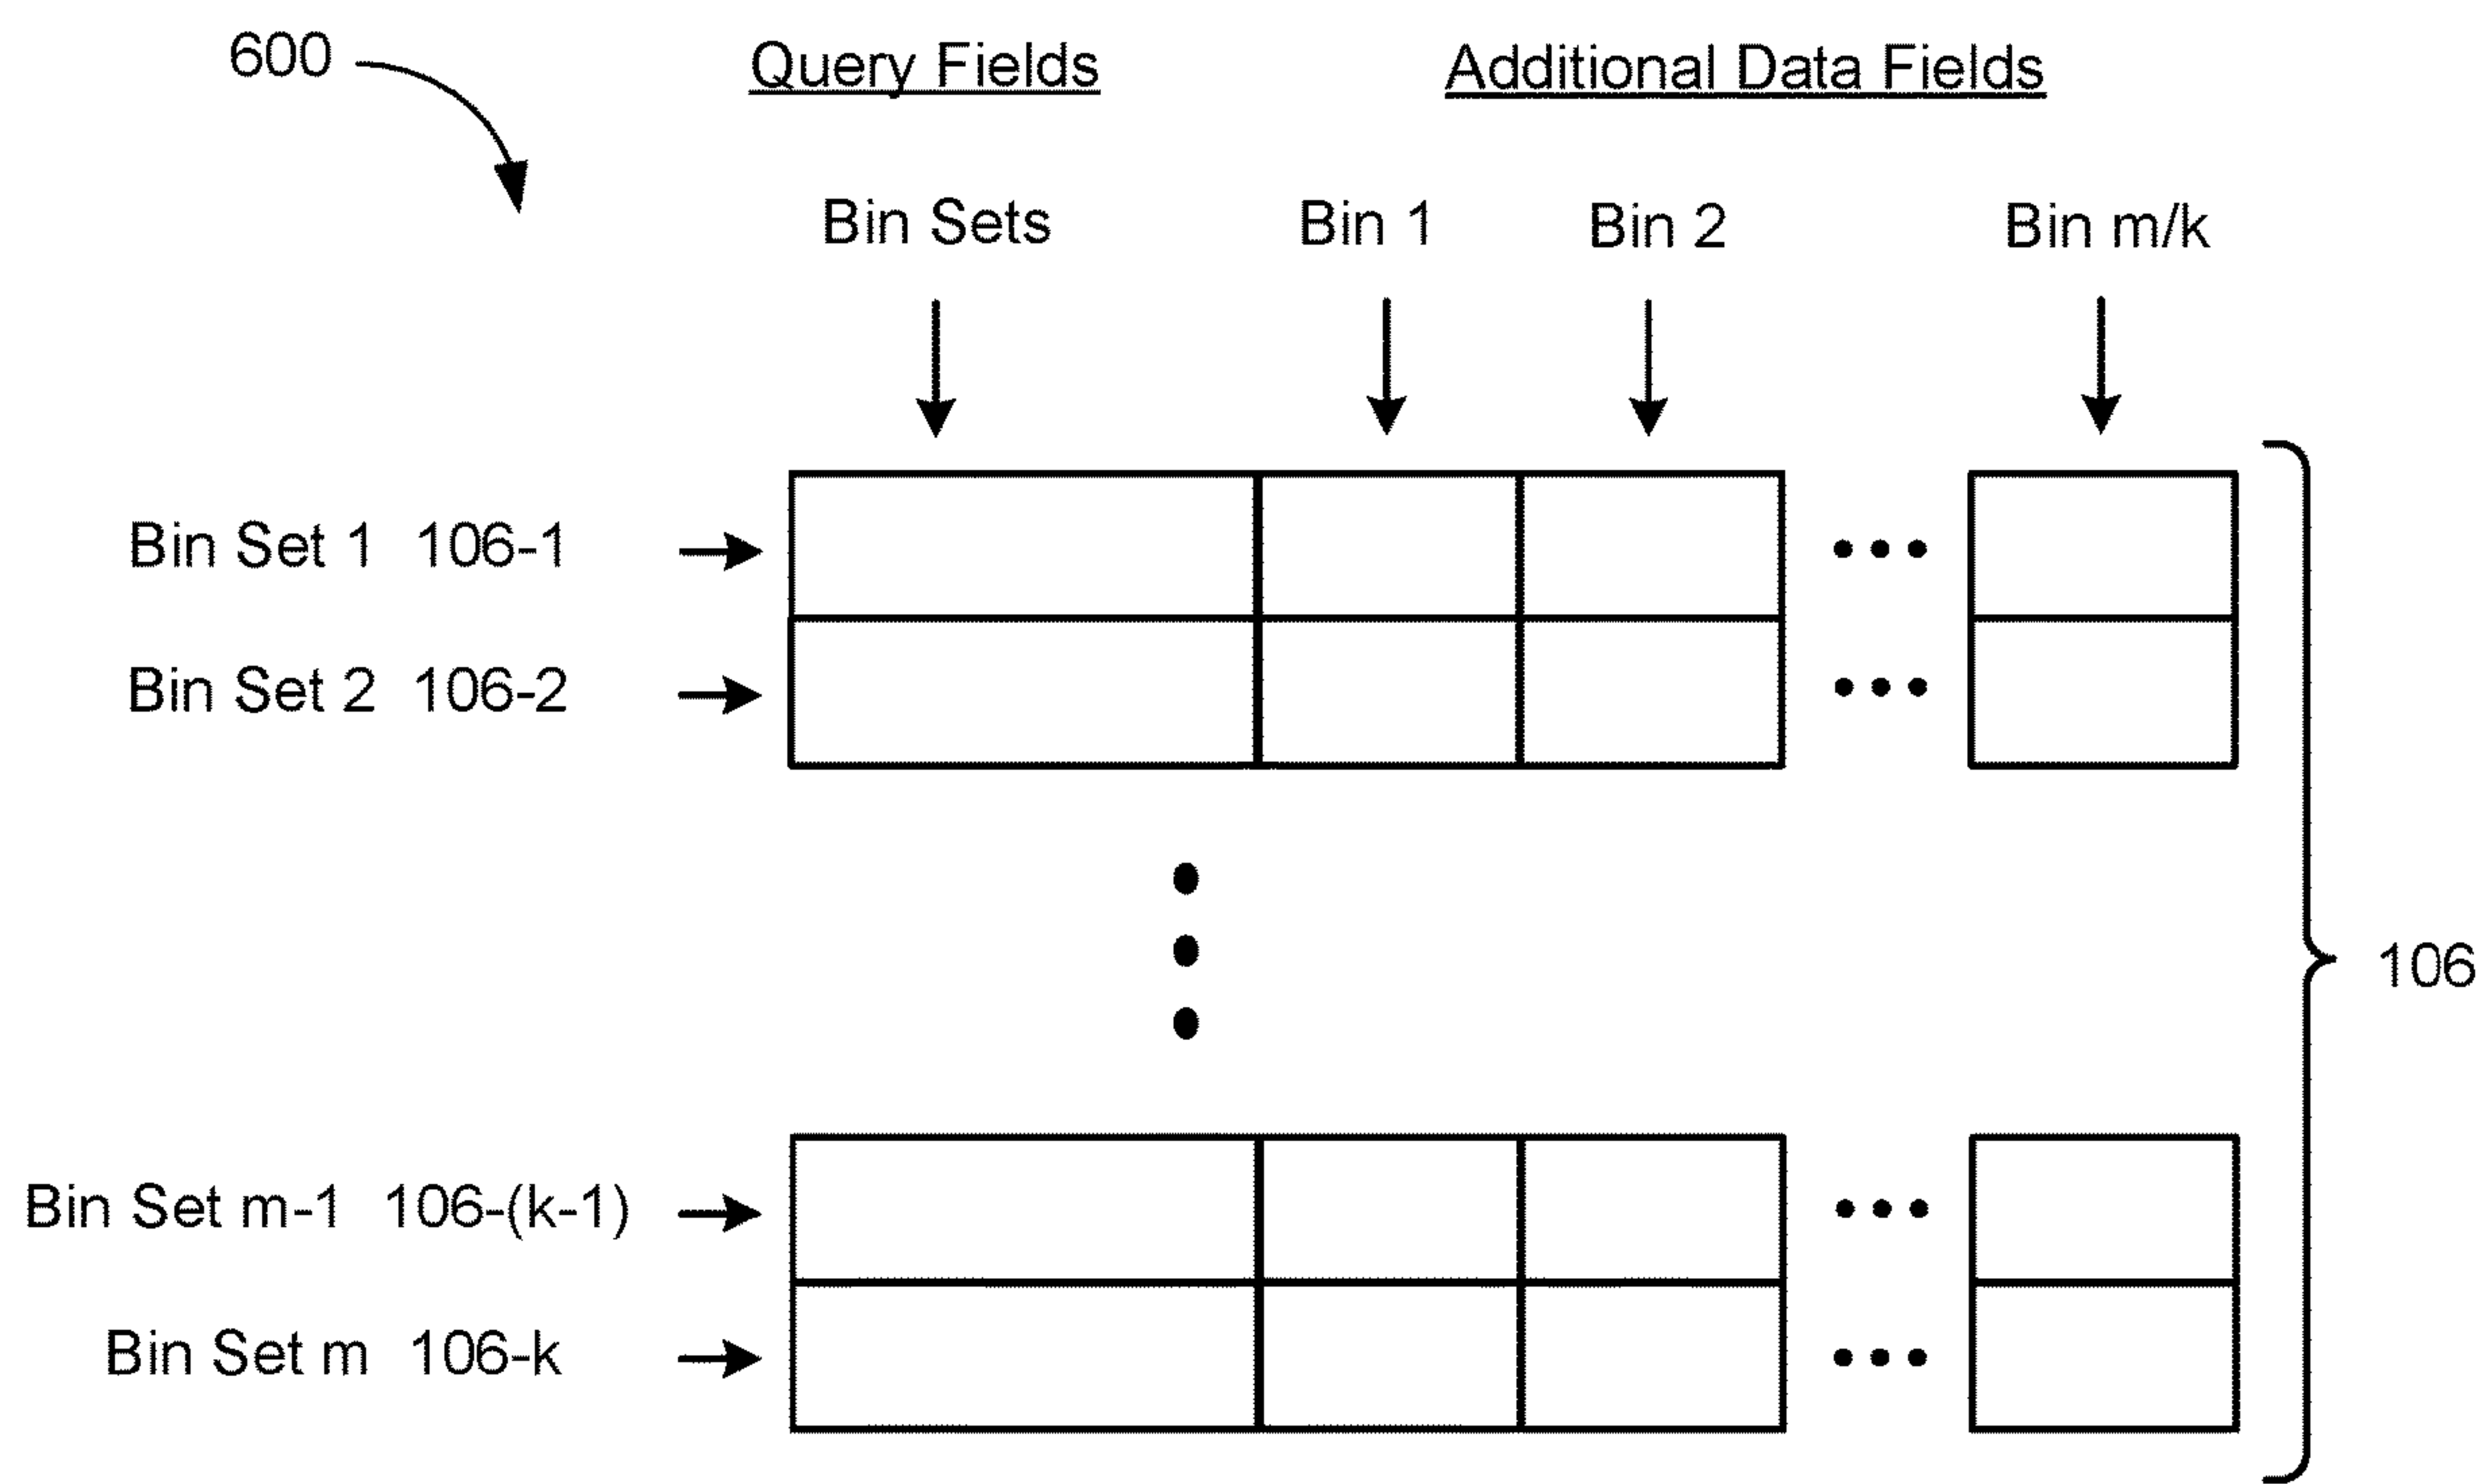 600
Query Fields
Additional Data Fields
Bin Sets
Bin 1
Bin 2
Bin m/k
Bin Set 1 106-1
Bin Set 2 106-2
106
Bin Set m-1 106-(k-1)
Bin Set m 106-k